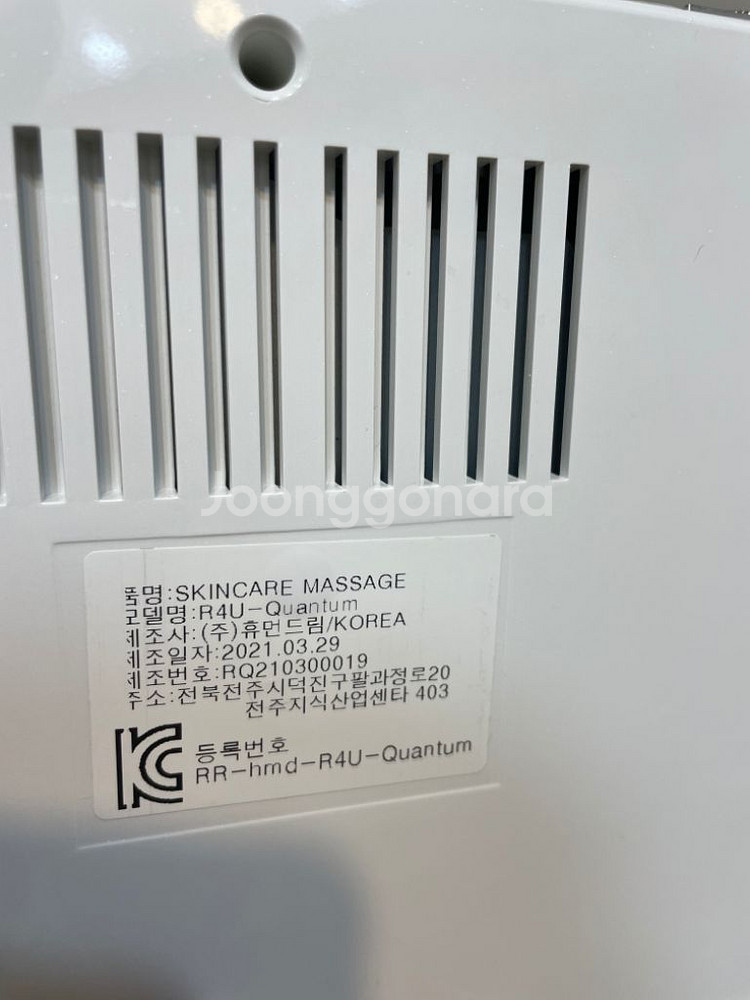 Joonggonara
품명:SKINCARE MASSAGE
모델명:R4U-Quantum
제조사:(주)휴먼드림/KOREA
제조일자:2021.03.29
제조번호:RQ210300019
주소:전북전주시덕진구팔과정로20
전주지식산업센타 403
등록번호
RR-hmd-R4U-Quantum